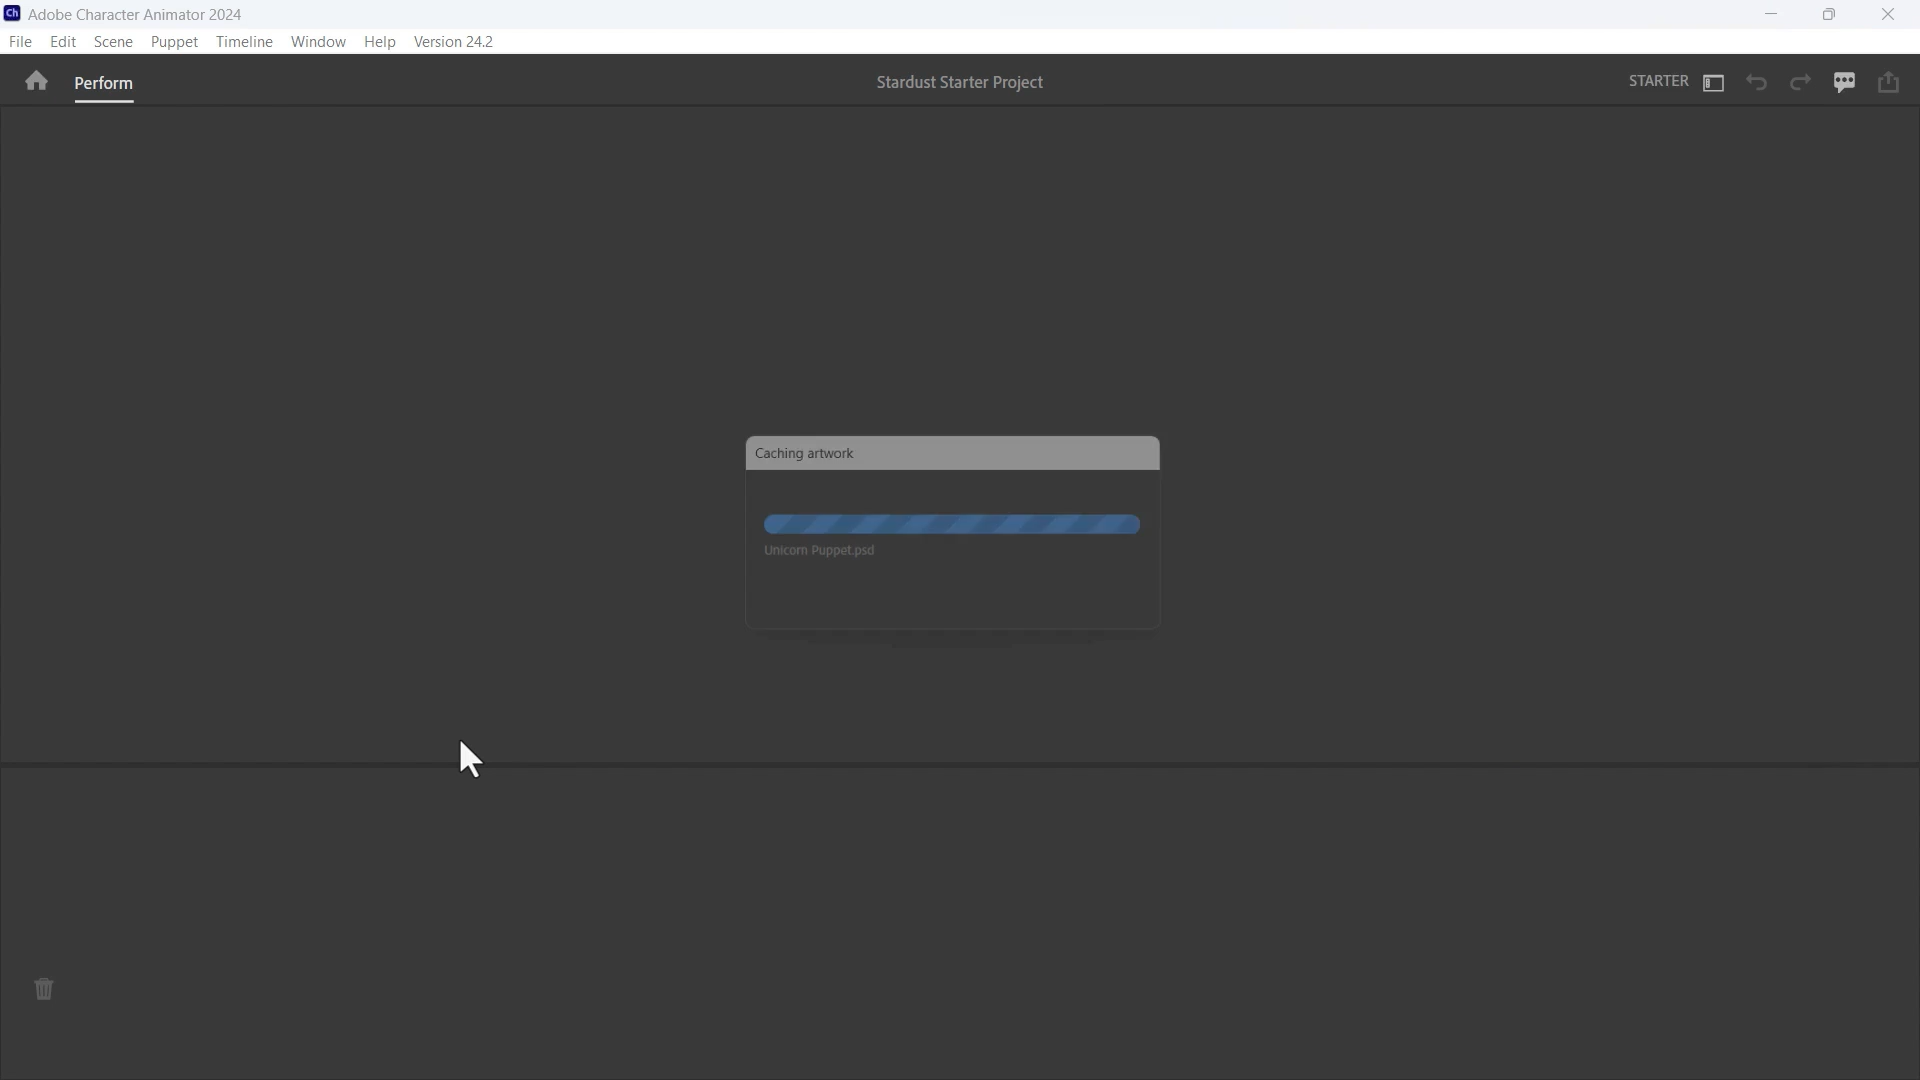 Ch Adobe Character Animator 2024
File Edit Scene Puppet Timeline Window Help Version 24.2
Perform Stardust Starter Project STARTER
Caching artwork
Unicorn Puppet.psd